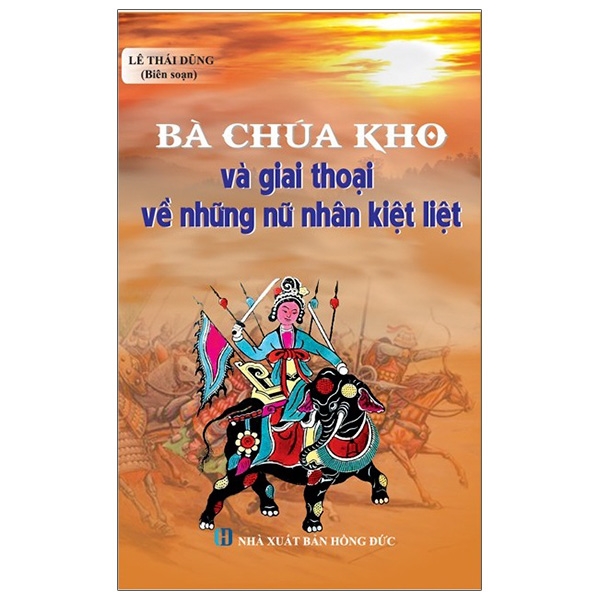 LÊ THÁI DŨNG
(Biên soạn)
BÀ CHÚA KHO
và giai thoại
về những nữ nhân kiệt liệt
NHÀ XUẤT BẢN HỒNG ĐỨC